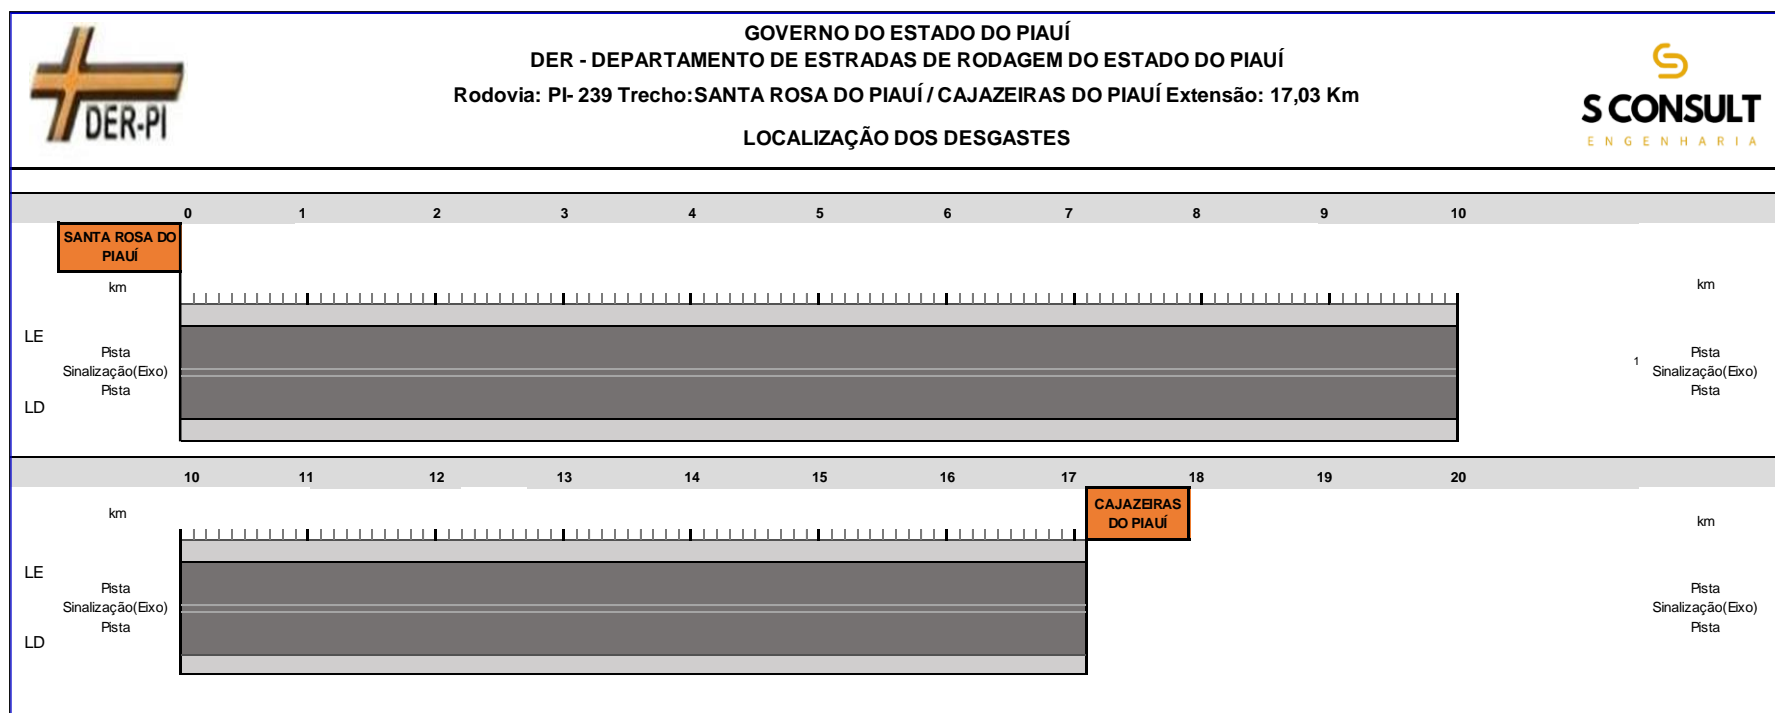 GOVERNO DO ESTADO DO PIAUÍ
DER - DEPARTAMENTO DE ESTRADAS DE RODAGEM DO ESTADO DO PIAUÍ
Rodovia: PI- 239 Trecho:SANTA ROSA DO PIAUÍ / CAJAZEIRAS DO PIAUÍ Extensão: 17,03 Km
LOCALIZAÇÃO DOS DESGASTES
DER-PI
S CONSULT
ENGENHARIA
0 1 2 3 4 5 6 7 8 9 10
SANTA ROSA DO
PIAUÍ
km km
LE
Pista Pista
Sinalização(Eixo) 1 Sinalização(Eixo)
Pista Pista
LD
10 11 12 13 14 15 16 17 18 19 20
CAJAZEIRAS
DO PIAUÍ
km km
LE
Pista Pista
Sinalização(Eixo) Sinalização(Eixo)
Pista Pista
LD